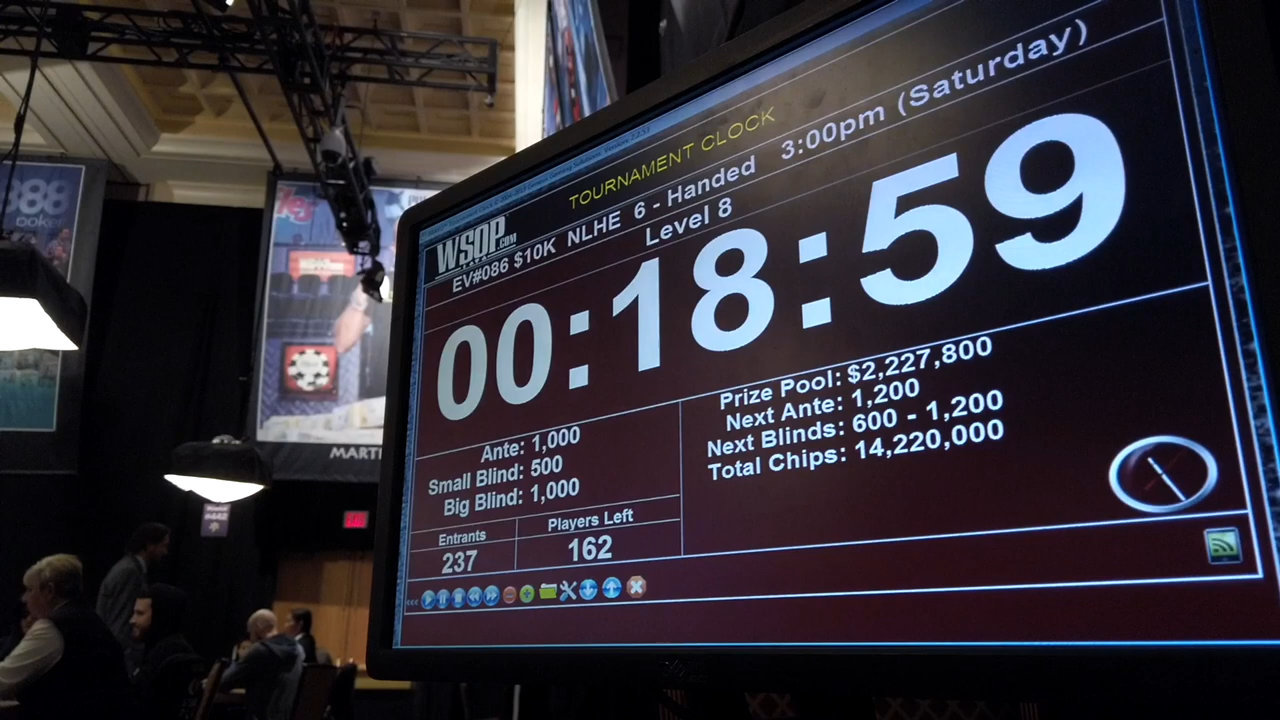 888
poker
MARTI
TOURNAMENT CLOCK
WSOP.COM
EV#086 $10K NLHE 6 - Handed 3:00pm (Saturday)
Level 8
00:18:59
Ante: 1,000
Small Blind: 500
Big Blind: 1,000
Entrants
237
Players Left
162
Prize Pool: $2,227,800
Next Ante: 1,200
Next Blinds: 600 - 1,200
Total Chips: 14,220,000